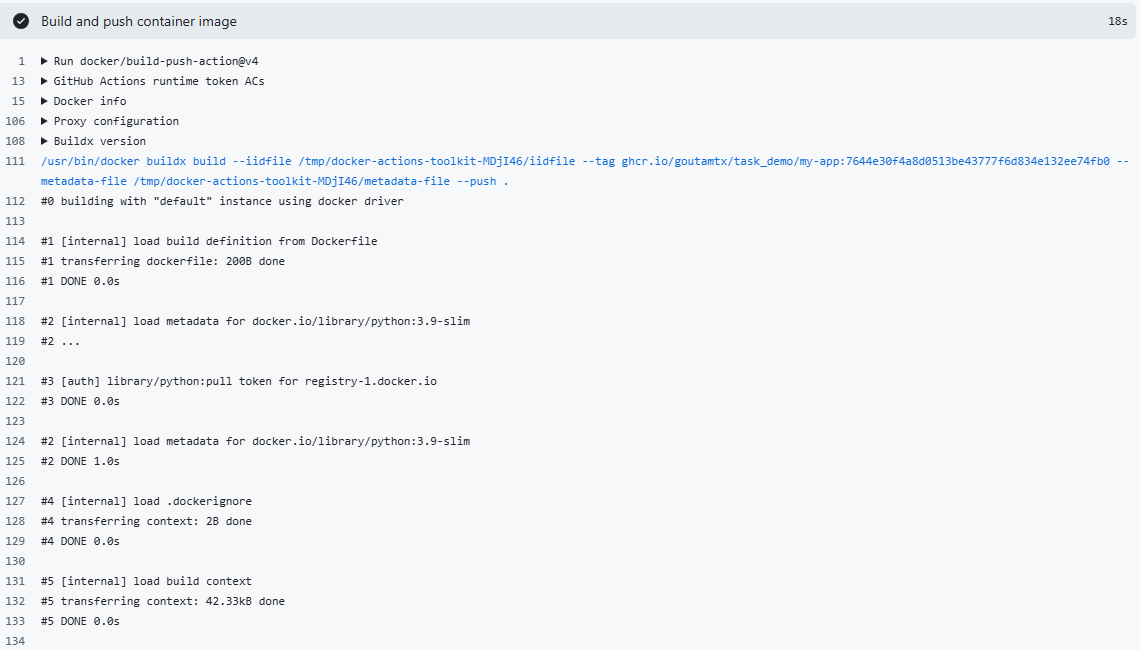 Build and push container image 18s
1 ▶ Run docker/build-push-action@v4
13 ▶ GitHub Actions runtime token ACs
15 ▶ Docker info
106 ▶ Proxy configuration
108 ▶ Buildx version
111 /usr/bin/docker buildx build --iidfile /tmp/docker-actions-toolkit-MDjI46/iidfile --tag ghcr.io/goutamtx/task_demo/my-app:7644e30f4a8d0513be43777f6d834e132ee74fb0 --
metadata-file /tmp/docker-actions-toolkit-MDjI46/metadata-file --push .
112 #0 building with "default" instance using docker driver
113
114 #1 [internal] load build definition from Dockerfile
115 #1 transferring dockerfile: 200B done
116 #1 DONE 0.0s
117
118 #2 [internal] load metadata for docker.io/library/python:3.9-slim
119 #2 ...
120
121 #3 [auth] library/python:pull token for registry-1.docker.io
122 #3 DONE 0.0s
123
124 #2 [internal] load metadata for docker.io/library/python:3.9-slim
125 #2 DONE 1.0s
126
127 #4 [internal] load .dockerignore
128 #4 transferring context: 2B done
129 #4 DONE 0.0s
130
131 #5 [internal] load build context
132 #5 transferring context: 42.33kB done
133 #5 DONE 0.0s
134